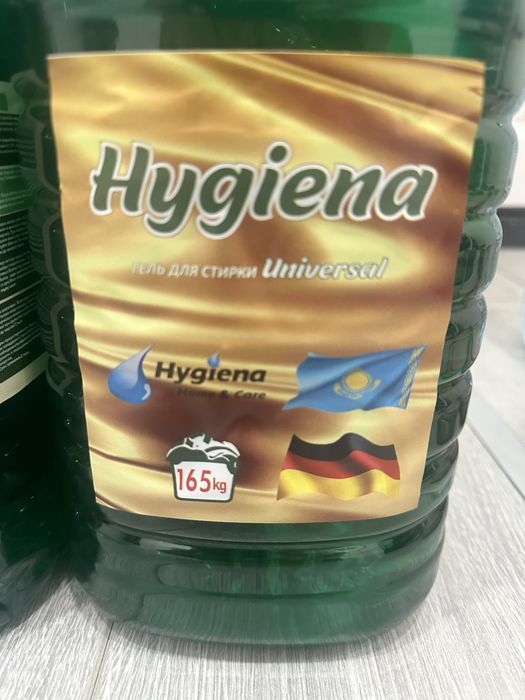 Hygiena
ГЕЛЬ ДЛЯ СТИРКИ Universal
Hygiena
Home & Care
165kg